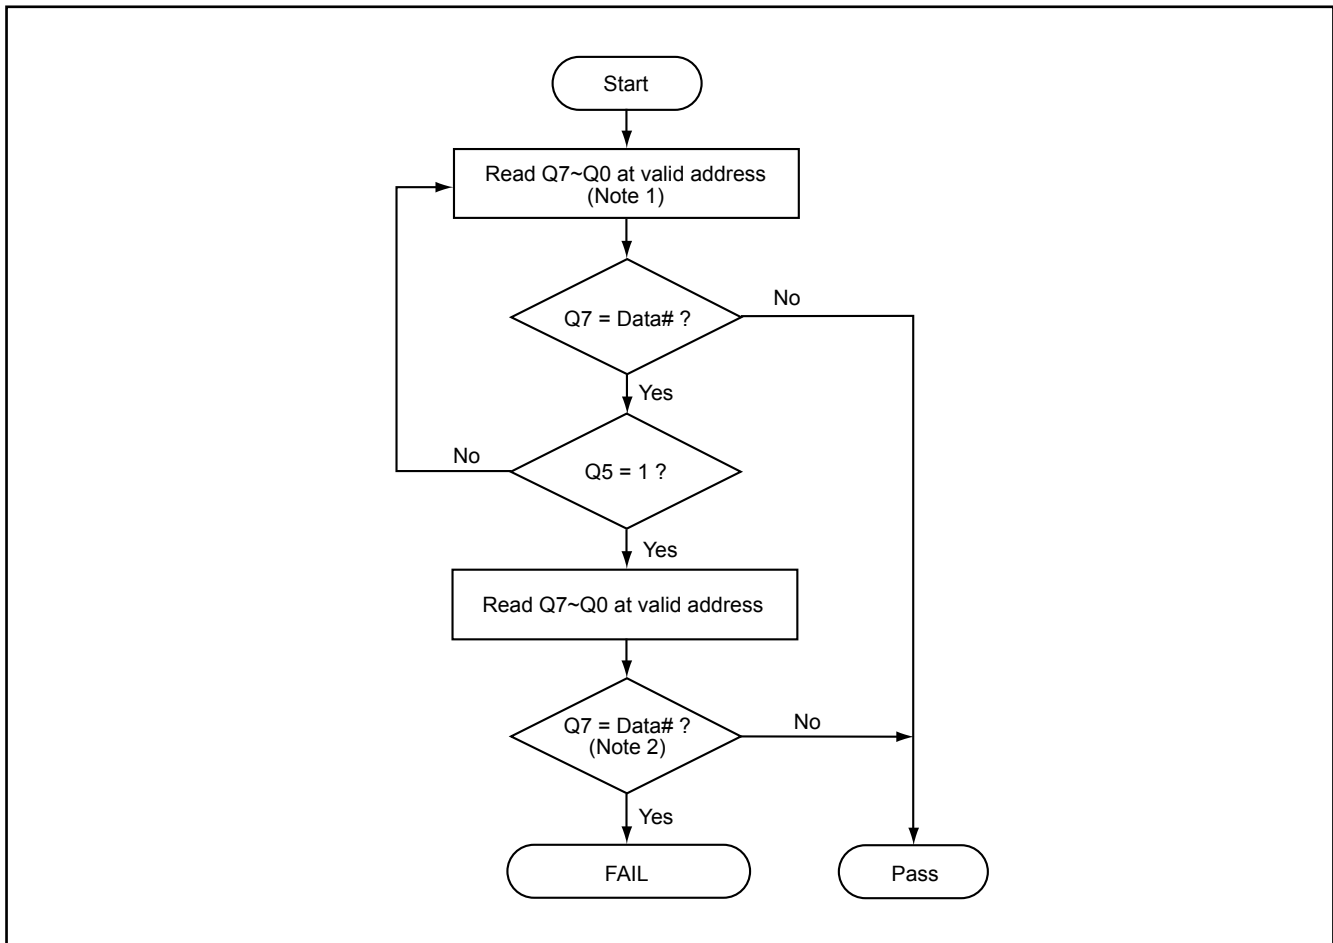 Start
Read Q7~Q0 at valid address
(Note 1)
Q7 = Data# ?
No
Yes
Q5 = 1 ?
No
Yes
Read Q7~Q0 at valid address
Q7 = Data# ?
(Note 2)
No
Yes
FAIL
Pass